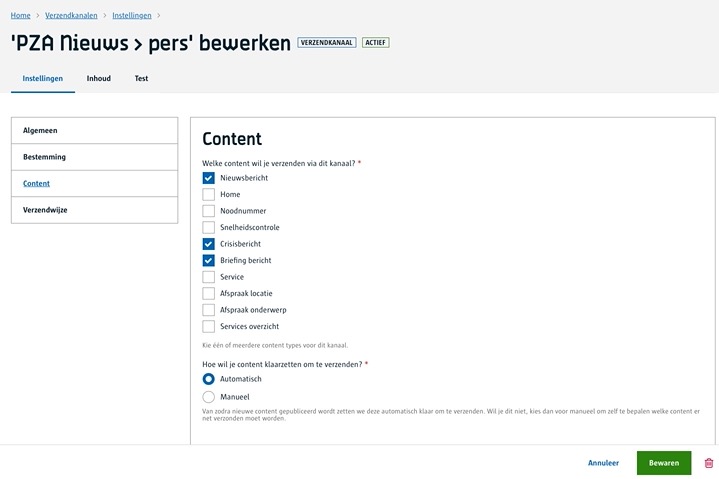 Home > Verzendkanalen > Instellingen >
'PZA Nieuws > pers' bewerken VERZENDKANAAL ACTIEF
Instellingen Inhoud Test
Algemeen
Bestemming
Content
Verzendwijze
Content
Welke content wil je verzenden via dit kanaal? *
Nieuwsbericht
Home
Noodnummer
Snelheidscontrole
Crisisbericht
Briefing bericht
Service
Afspraak locatie
Afspraak onderwerp
Services overzicht
Kie één of meerdere content types voor dit kanaal.
Hoe wil je content klaarzetten om te verzenden? *
Automatisch
Manueel
Van zodra nieuwe content gepubliceerd wordt zetten we deze automatisch klaar om te verzenden. Wil je dit niet, kies dan voor manueel om zelf te bepalen welke content er
net verzonden moet worden.
Annuleer Bewaren